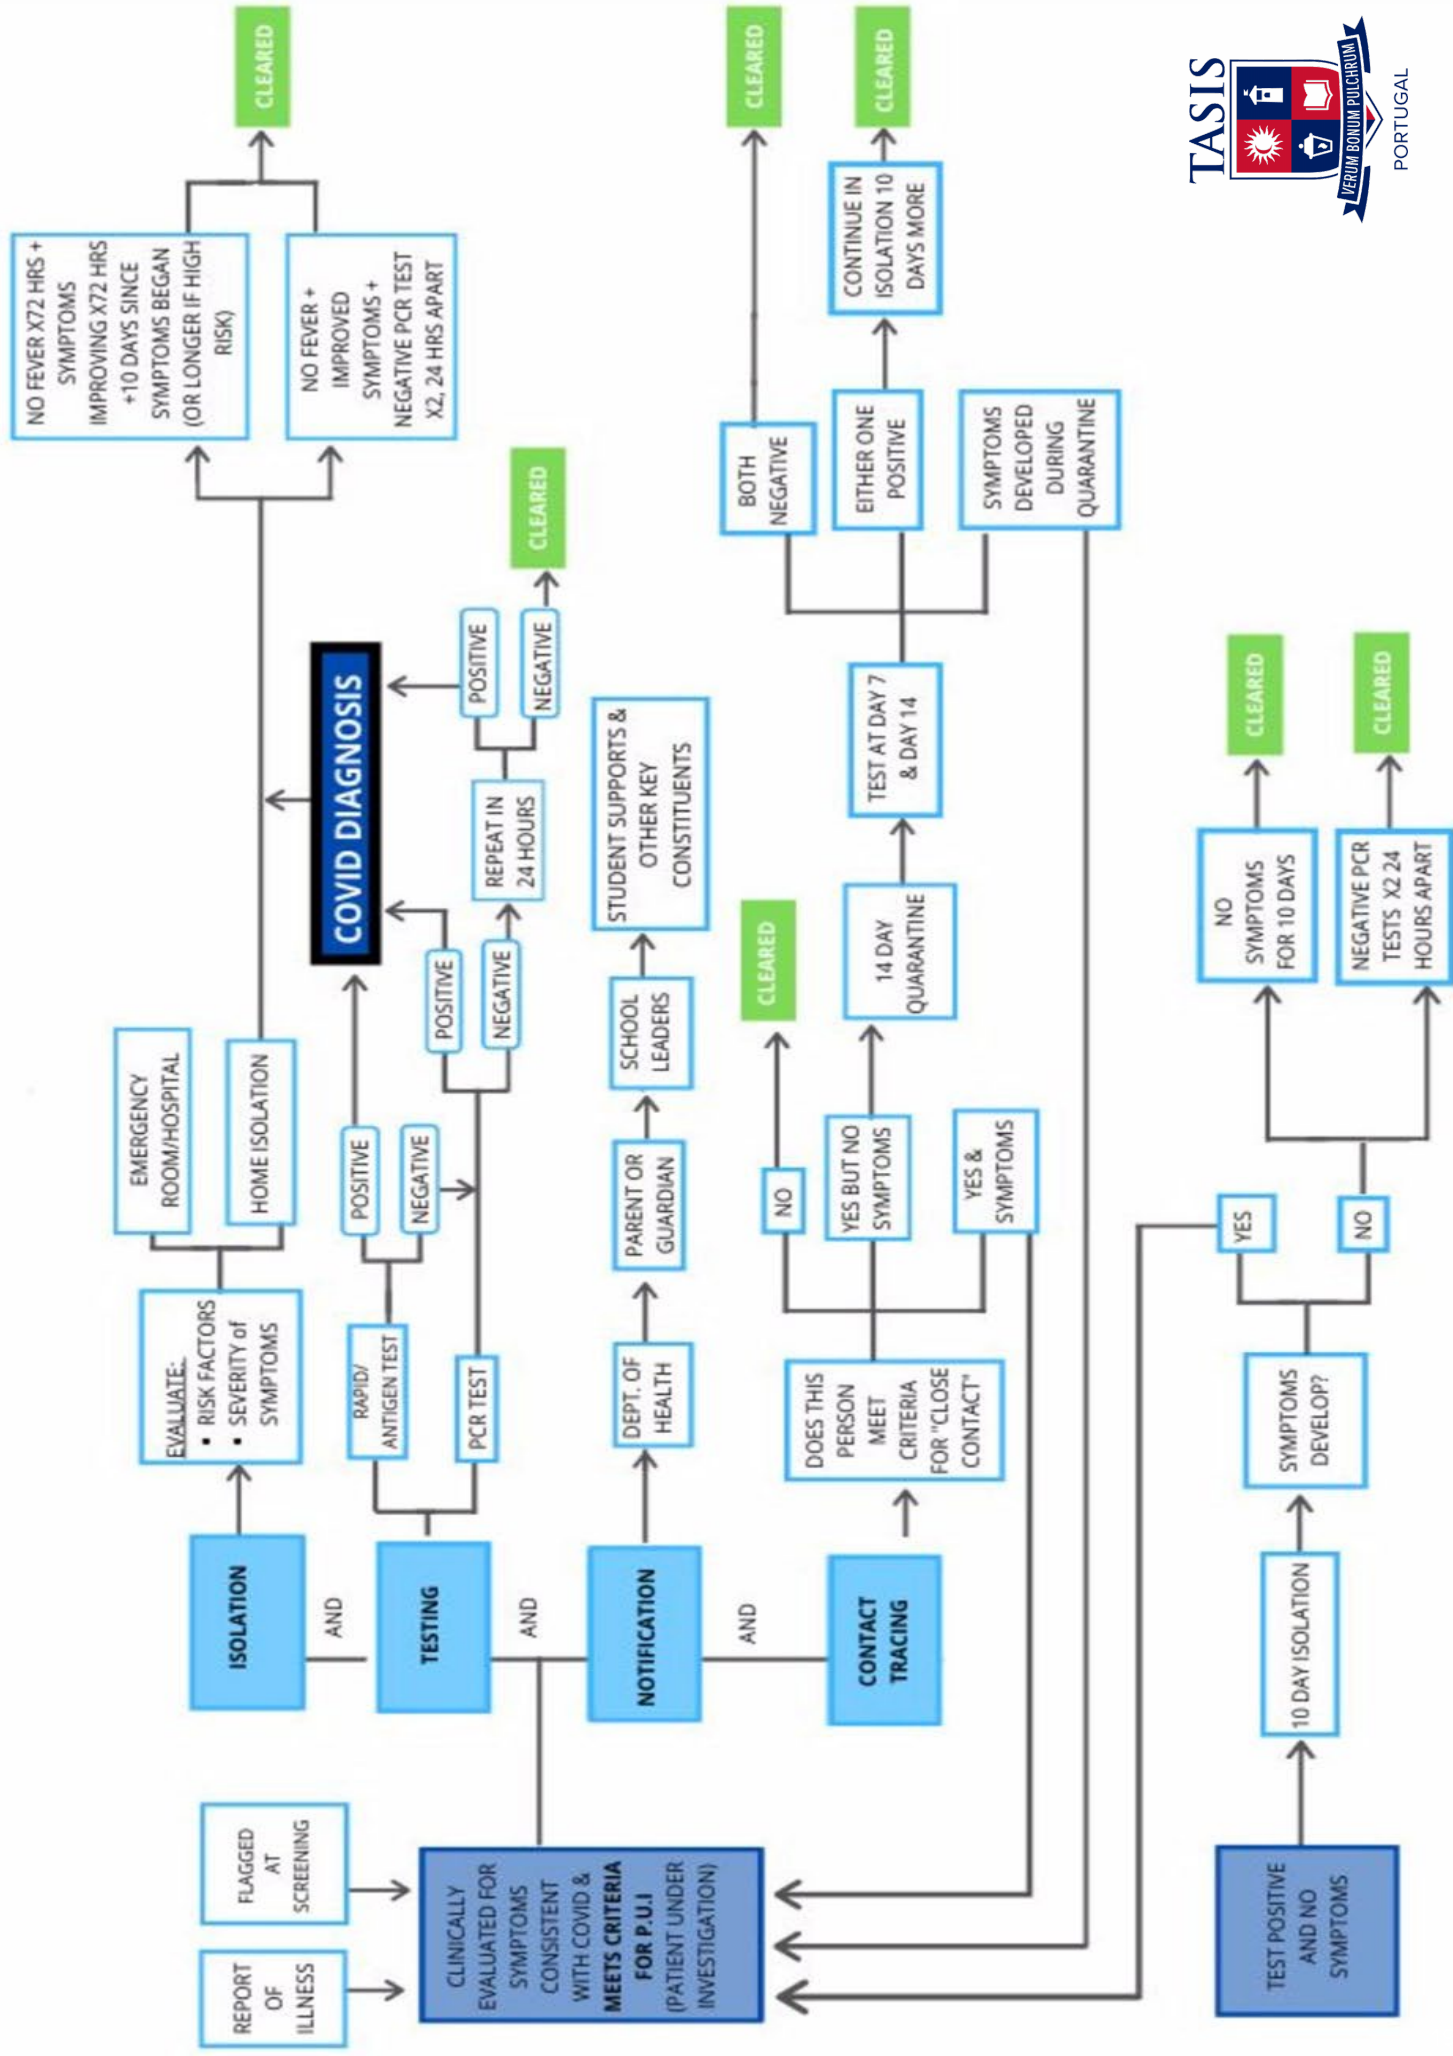 REPORT
OF
ILLNESS
FLAGGED
AT
SCREENING
CLINICALLY
EVALUATED FOR
SYMPTOMS
CONSISTENT
WITH COVID &
MEETS CRITERIA
FOR P.U.I
(PATIENT UNDER
INVESTIGATION)
ISOLATION
AND
TESTING
AND
NOTIFICATION
AND
CONTACT
TRACING
EVALUATE:
▪ RISK FACTORS
▪ SEVERITY of
SYMPTOMS
EMERGENCY
ROOM/HOSPITAL
HOME ISOLATION
NO FEVER X72 HRS +
SYMPTOMS
IMPROVING X72 HRS
+10 DAYS SINCE
SYMPTOMS BEGAN
(OR LONGER IF HIGH
RISK)
NO FEVER +
IMPROVED
SYMPTOMS +
NEGATIVE PCR TEST
X2, 24 HRS APART
CLEARED
RAPID/
ANTIGEN TEST
PCR TEST
POSITIVE
NEGATIVE
POSITIVE
NEGATIVE
COVID DIAGNOSIS
REPEAT IN
24 HOURS
POSITIVE
NEGATIVE
CLEARED
DEPT. OF
HEALTH
PARENT OR
GUARDIAN
SCHOOL
LEADERS
STUDENT SUPPORTS &
OTHER KEY
CONSTITUENTS
DOES THIS
PERSON
MEET
CRITERIA
FOR "CLOSE
CONTACT"
NO
CLEARED
YES BUT NO
SYMPTOMS
YES &
SYMPTOMS
14 DAY
QUARANTINE
TEST AT DAY 7
& DAY 14
BOTH
NEGATIVE
CLEARED
EITHER ONE
POSITIVE
CONTINUE IN
ISOLATION 10
DAYS MORE
CLEARED
SYMPTOMS
DEVELOPED
DURING
QUARANTINE
TEST POSITIVE
AND NO
SYMPTOMS
10 DAY ISOLATION
SYMPTOMS
DEVELOP?
YES
NO
NO
SYMPTOMS
FOR 10 DAYS
CLEARED
NEGATIVE PCR
TESTS X2 24
HOURS APART
CLEARED
TASIS
VERUM BONUM PULCHRUM
PORTUGAL